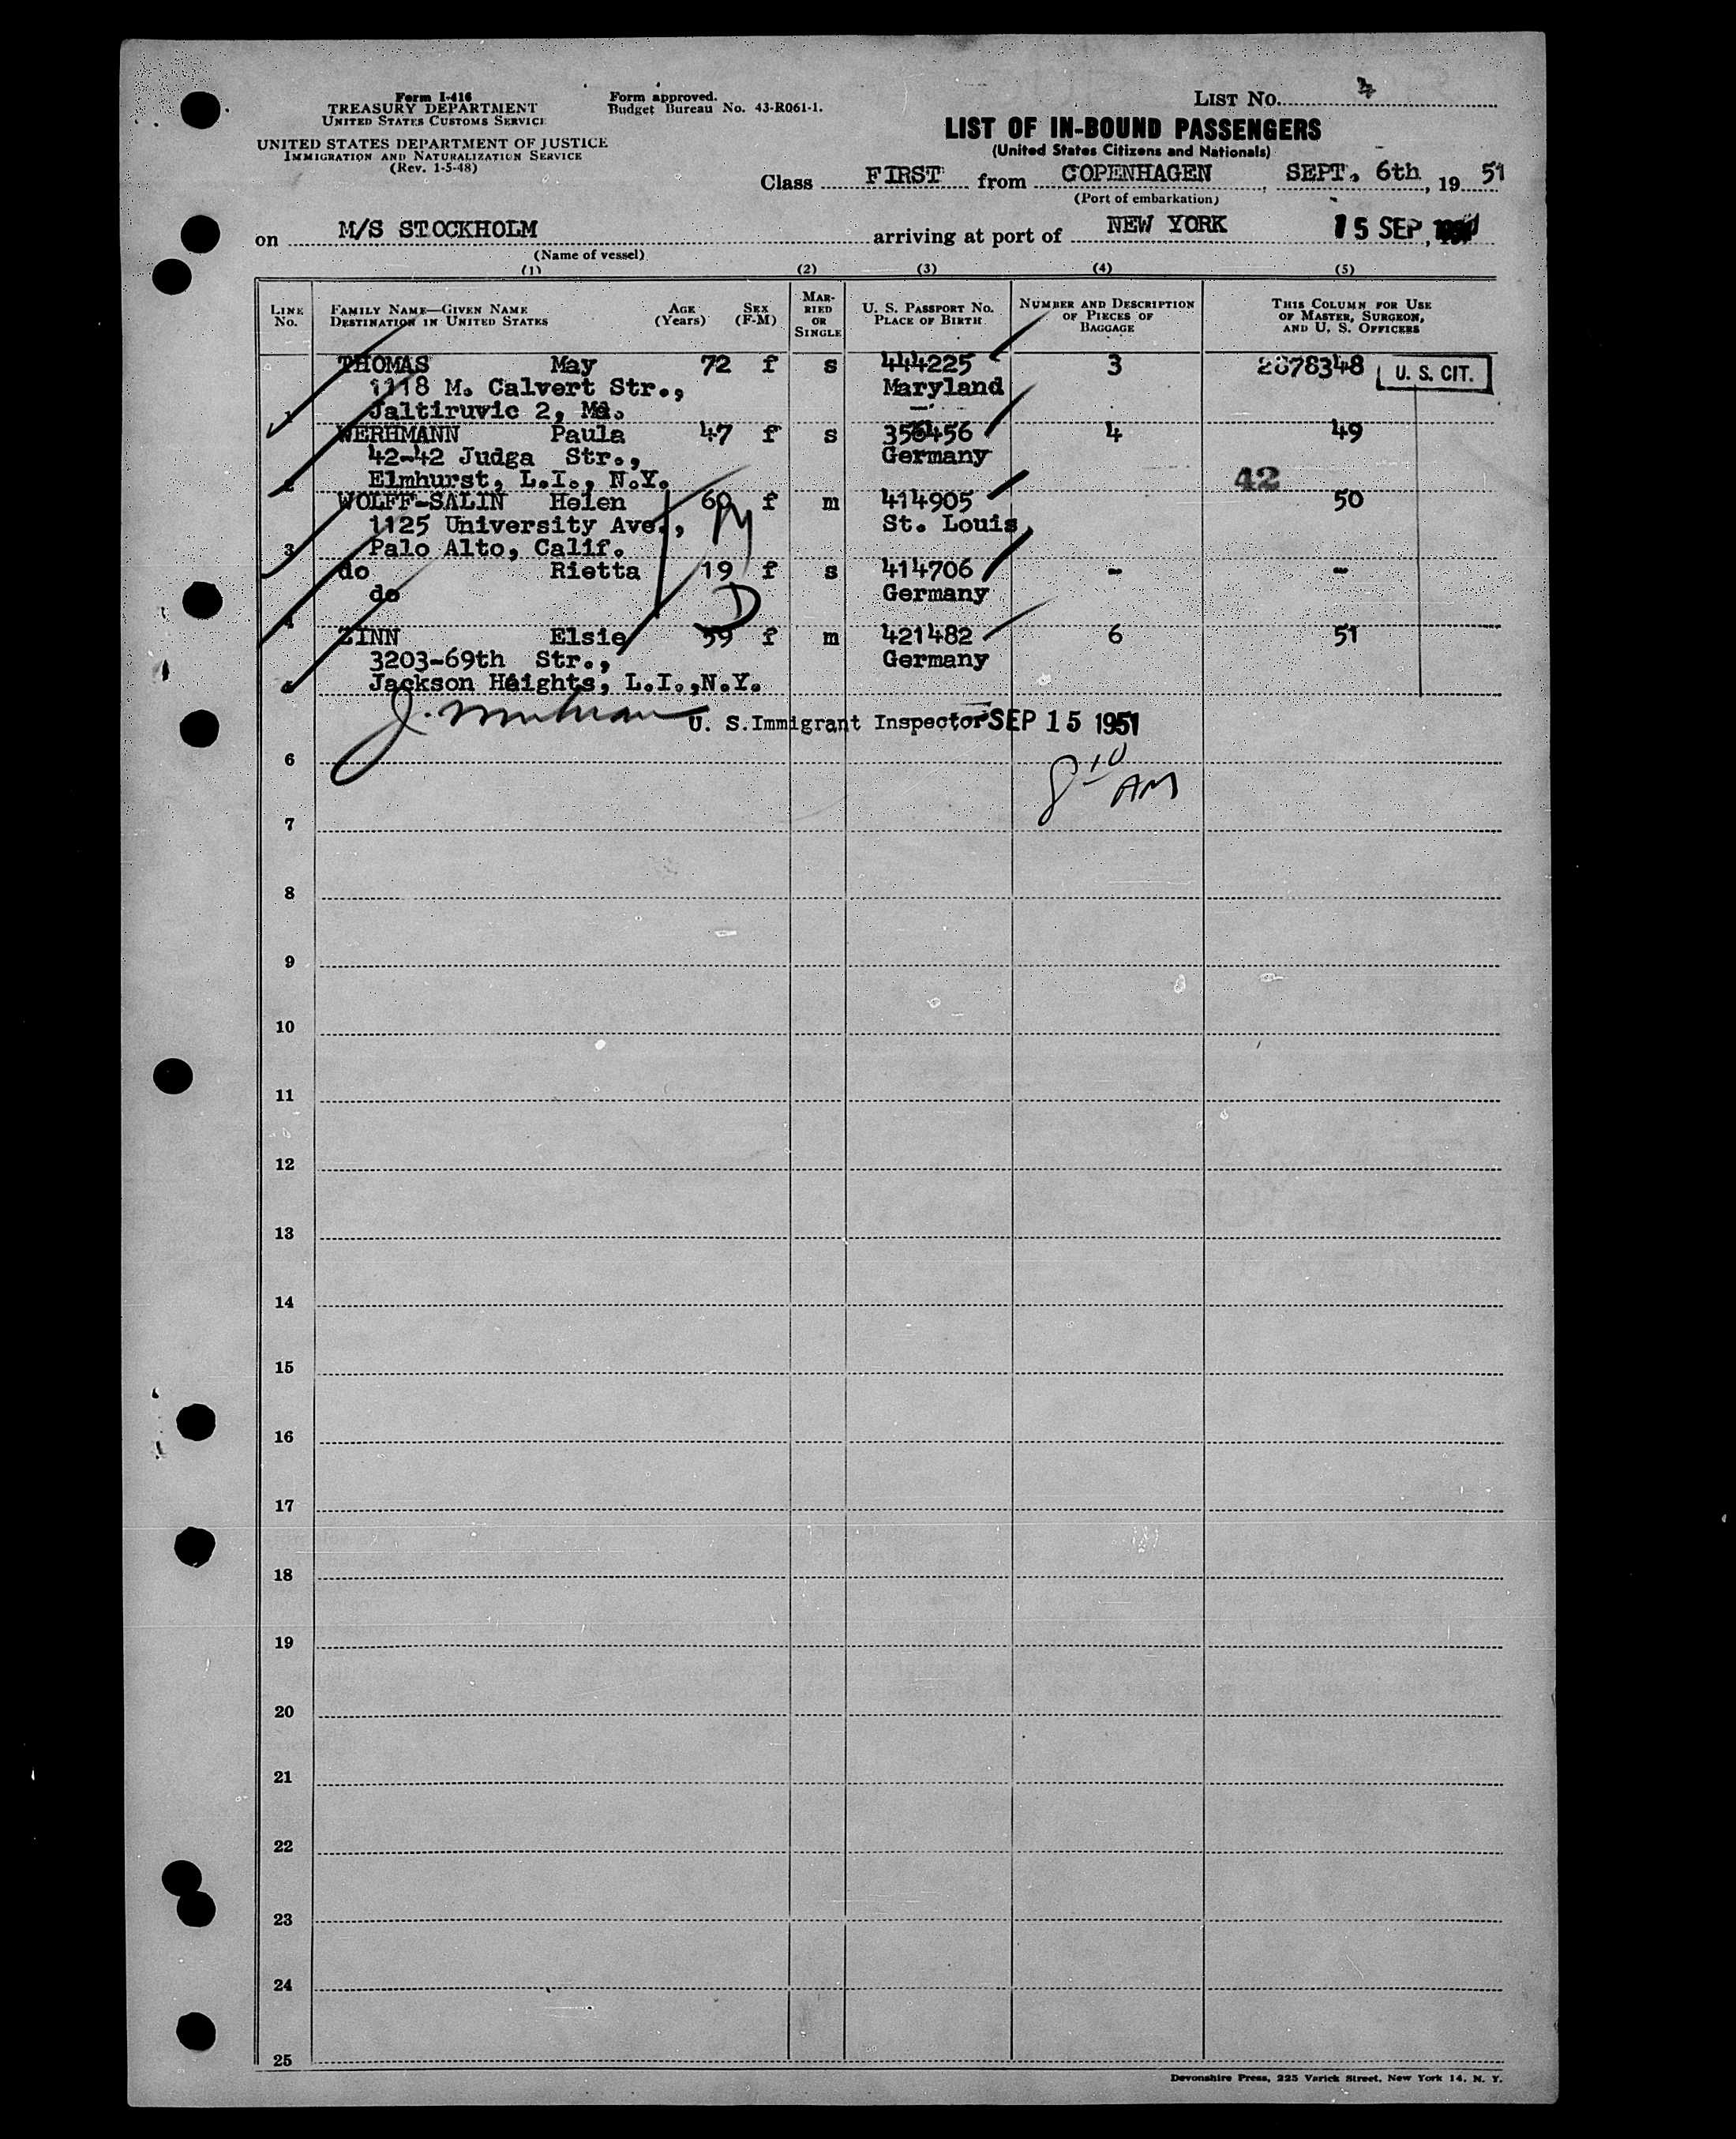 Form I-416
TREASURY DEPARTMENT
UNITED STATES CUSTOMS SERVICE
UNITED STATES DEPARTMENT OF JUSTICE
IMMIGRATION AND NATURALIZATION SERVICE
(Rev. 1-5-48)
Form approved.
Budget Bureau No. 43-R061-1.
LIST No. 4
LIST OF IN-BOUND PASSENGERS
(United States Citizens and Nationals)
Class FIRST from COPENHAGEN, SEPT. 6th, 19 51
(Port of embarkation)
on M/S STOCKHOLM arriving at port of NEW YORK 15 SEP,
(Name of vessel)
(1) (2) (3) (4) (5)
LINE No. FAMILY NAME—GIVEN NAME DESTINATION IN UNITED STATES AGE (Years) SEX (F-M) MARRIED OR SINGLE U. S. PASSPORT No. PLACE OF BIRTH NUMBER AND DESCRIPTION OF PIECES OF BAGGAGE THIS COLUMN FOR USE OF MASTER, SURGEON, AND U. S. OFFICERS
THOMAS May 72 f s 444225 3 2878348 U. S. CIT.
1118 M. Calvert Str., Maryland
1 Jaltiruvic 2, Md.
WERHMANN Paula 47 f s 356456 4 49
42-42 Judga Str., Germany
2 Elmhurst, L.I., N.Y. 42
WOLFF-SALIN Helen 60 f m 414905 50
1125 University Ave., St. Louis,
3 Palo Alto, Calif. M
do Rietta 19 f s 414706 - -
do D Germany
4
ZINN Elsie 59 f m 421482 6 51
3203-69th Str., Germany
5 Jackson Heights, L.I.,N.Y.
U. S. Immigrant Inspector SEP 15 1951
6
8 10 AM
7
8
9
10
11
12
13
14
15
16
17
18
19
20
21
22
23
24
25
Devonshire Press, 225 Varick Street, New York 14, N. Y.